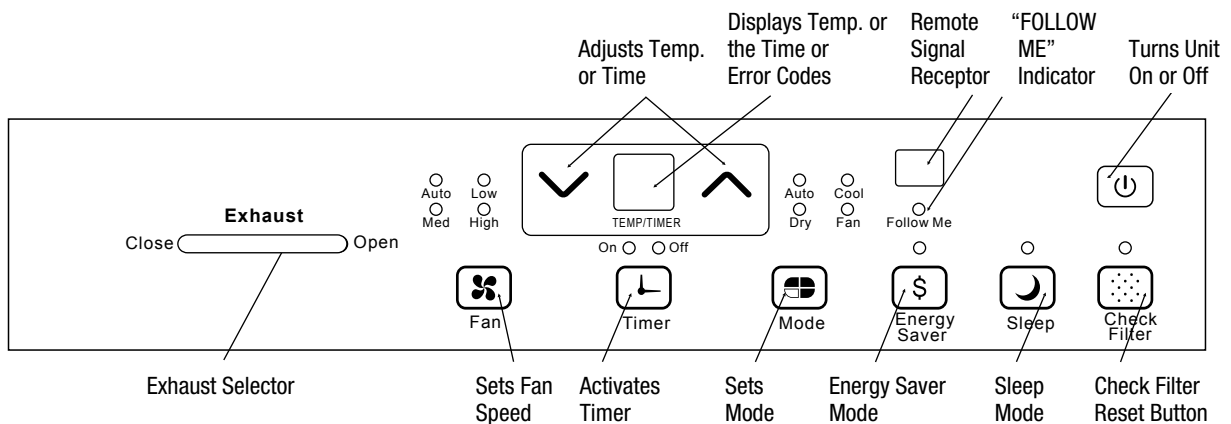 Adjusts Temp.
or Time
Displays Temp. or
the Time or
Error Codes
Remote
Signal
Receptor
“FOLLOW
ME”
Indicator
Turns Unit
On or Off
Exhaust
Close
Open
Auto
Low
Med
High
TEMP/TIMER
On
Off
Auto
Cool
Dry
Fan
Follow Me
Fan
Timer
Mode
$
Energy
Saver
Sleep
Check
Filter
Exhaust Selector
Sets Fan
Speed
Activates
Timer
Sets
Mode
Energy Saver
Mode
Sleep
Mode
Check Filter
Reset Button